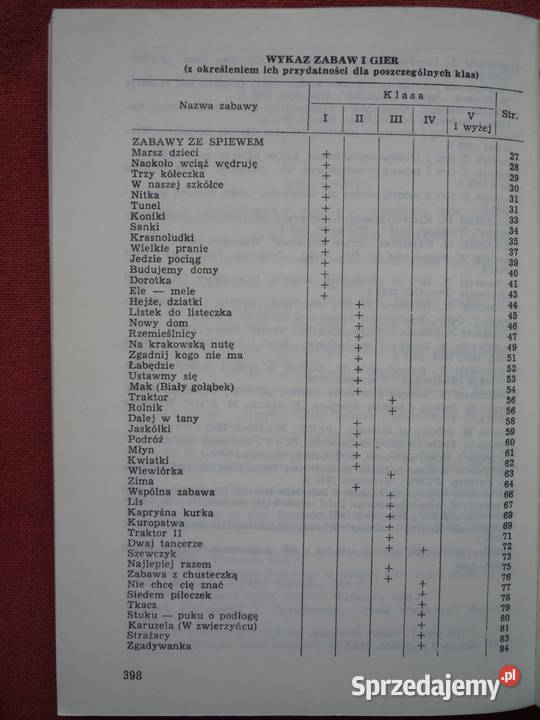 WYKAZ ZABAW I GIER
(z określeniem ich przydatności dla poszczególnych klas)
Nazwa zabawy Klasa Str.
I II III IV V i wyżej
ZABAWY ZE SPIEWEM
Marsz dzieci + 27
Naokoło wciąż wędruję + 28
Trzy kółeczka + 29
W naszej szkółce + 30
Nitka + 31
Tunel + 31
Koniki + 33
Sanki + 34
Krasnoludki + 35
Wielkie pranie + 37
Jedzie pociąg + 39
Budujemy domy + 40
Dorotka + 41
Ele — mele + 43
Hejże, dziatki + 44
Listek do listeczka + 45
Nowy dom + 46
Rzemieślnicy + 47
Na krakowską nutę + 49
Zgadnij kogo nie ma + 51
Łabędzie + 52
Ustawmy się + 53
Mak (Biały gołąbek) + 54
Traktor + 56
Rolnik + 56
Dalej w tany + 58
Jaskółki + 59
Podróż + 60
Młyn + 61
Kwiatki + 62
Wiewiórka + 63
Zima + 64
Wspólna zabawa + 66
Lis + 67
Kapryśna kurka + 69
Kuropatwa + 69
Traktor II + 71
Dwaj tancerze + 72
Szewczyk + + 73
Najlepiej razem + 75
Zabawa z chusteczką + 76
Nie chcę cię znać + 77
Siedem piłeczek + 78
Tkacz + 79
Stuku — puku o podłogę + 80
Karuzela (W zwierzyńcu) + 81
Strażacy + 83
Zgadywanka + 84
398
Sprzedajemy.pl